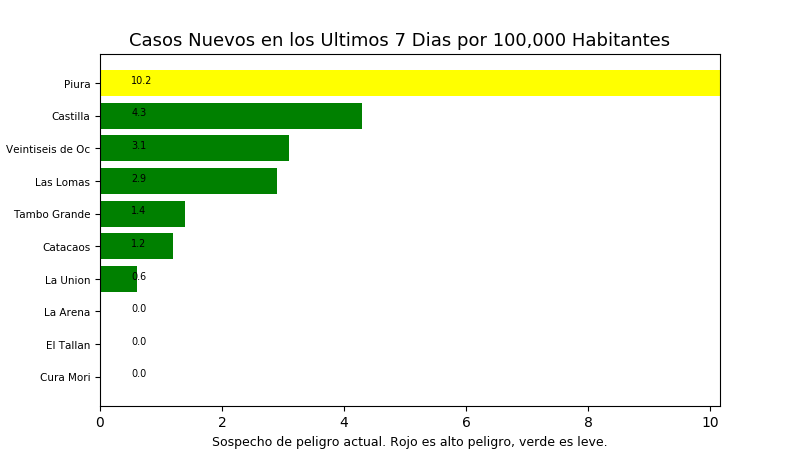 Casos Nuevos en los Ultimos 7 Dias por 100,000 Habitantes
Piura 10.2
Castilla 4.3
Veintiseis de Oc 3.1
Las Lomas 2.9
Tambo Grande 1.4
Catacaos 1.2
La Union 0.6
La Arena 0.0
El Tallan 0.0
Cura Mori 0.0
0 2 4 6 8 10
Sospecho de peligro actual. Rojo es alto peligro, verde es leve.